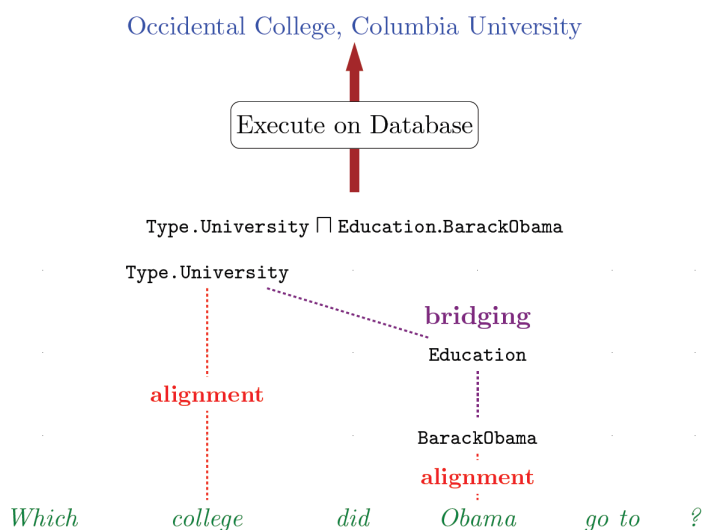 Occidental College, Columbia University
Execute on Database
Type.University ⊓ Education.BarackObama
Type.University
bridging
Education
alignment
BarackObama
alignment
Which college did Obama go to ?